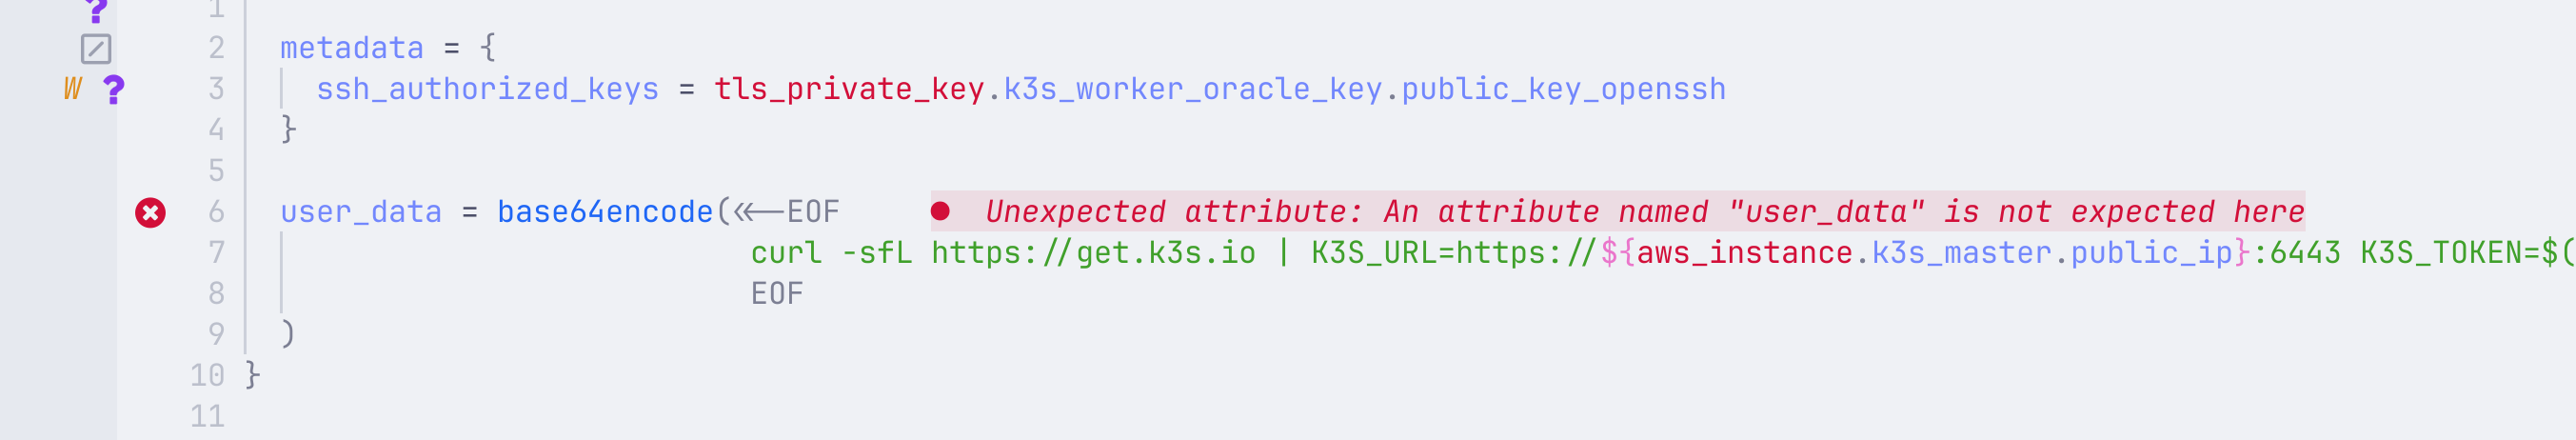 ? 1
2 metadata = {
W ? 3 ssh_authorized_keys = tls_private_key.k3s_worker_oracle_key.public_key_openssh
4 }
5
6 user_data = base64encode(<<-EOF ● Unexpected attribute: An attribute named "user_data" is not expected here
7 curl -sfL https://get.k3s.io | K3S_URL=https://${aws_instance.k3s_master.public_ip}:6443 K3S_TOKEN=$(
8 EOF
9 )
10 }
11